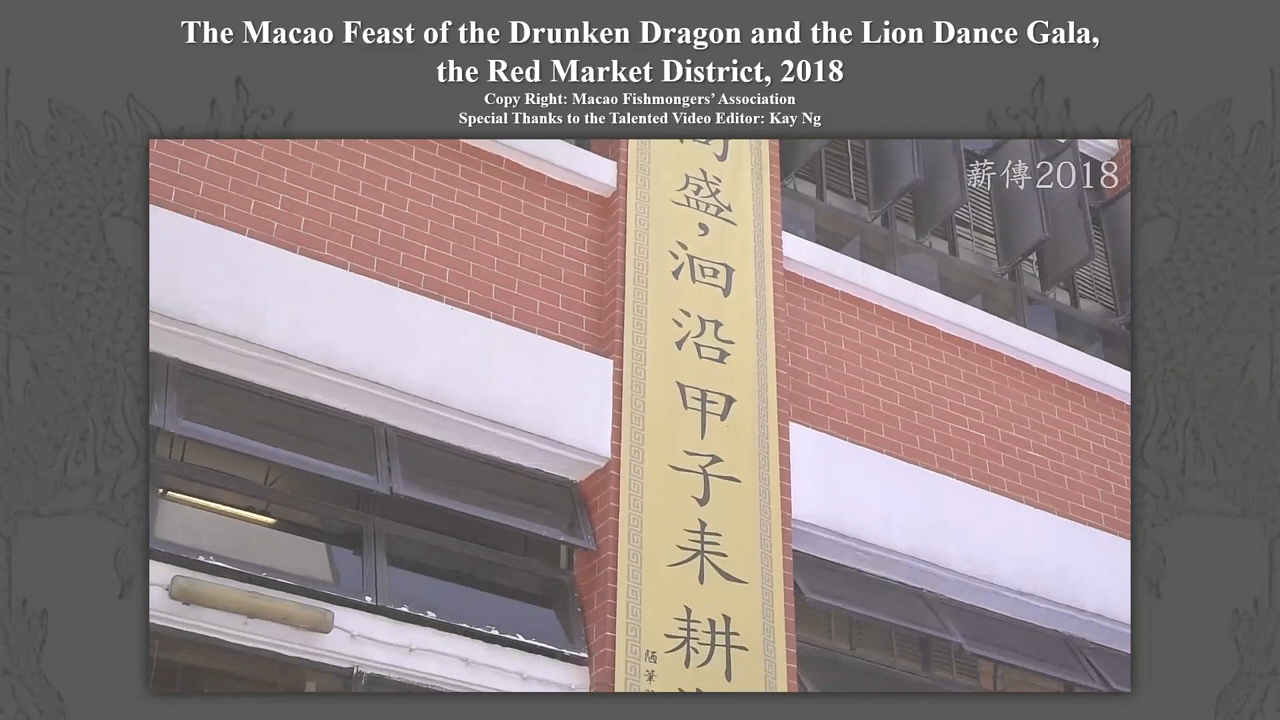 The Macao Feast of the Drunken Dragon and the Lion Dance Gala,
the Red Market District, 2018
Copy Right: Macao Fishmongers’ Association
Special Thanks to the Talented Video Editor: Kay Ng
薪傳2018
盛，洄沿甲子耒耕
陋筆